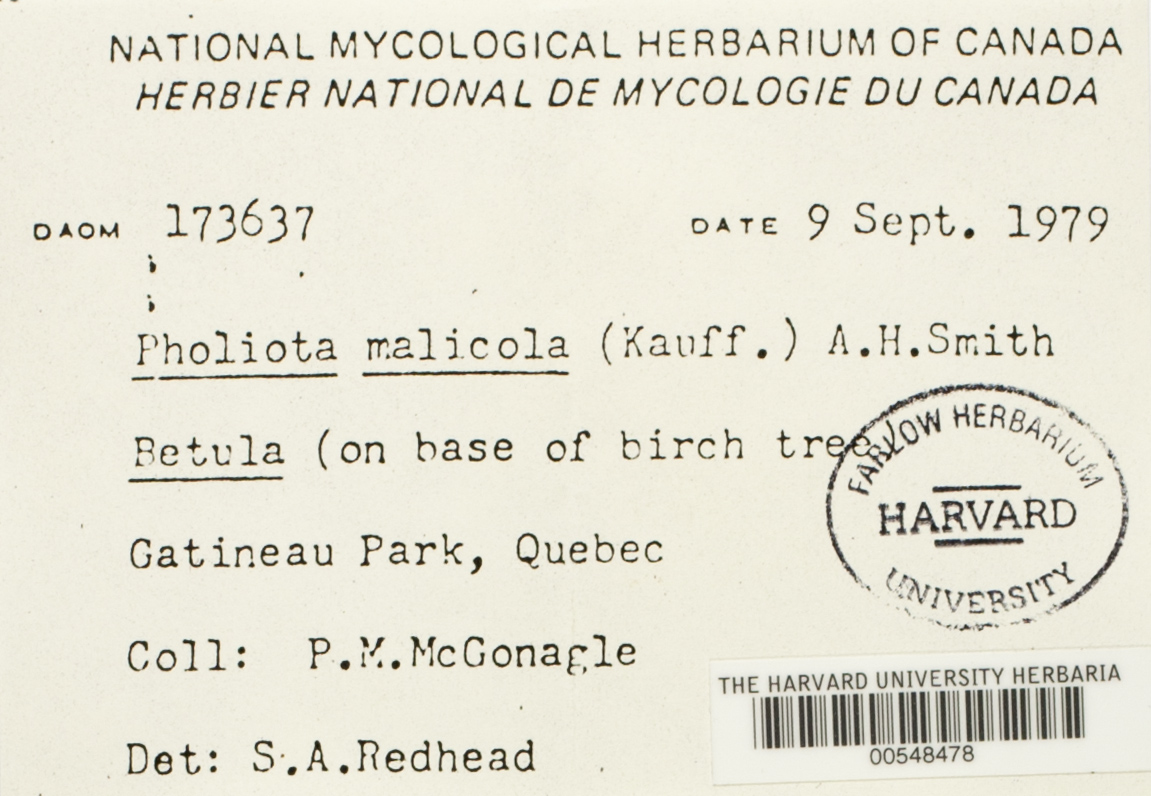 NATIONAL MYCOLOGICAL HERBARIUM OF CANADA
HERBIER NATIONAL DE MYCOLOGIE DU CANADA
DAOM 173637 DATE 9 Sept. 1979
Pholiota malicola (Kauff.) A.H.Smith
Betula (on base of birch tree)
Gatineau Park, Quebec
Coll: P.M.McGonagle
Det: S.A.Redhead
FARLOW HERBARIUM
HARVARD
UNIVERSITY
THE HARVARD UNIVERSITY HERBARIA
00548478